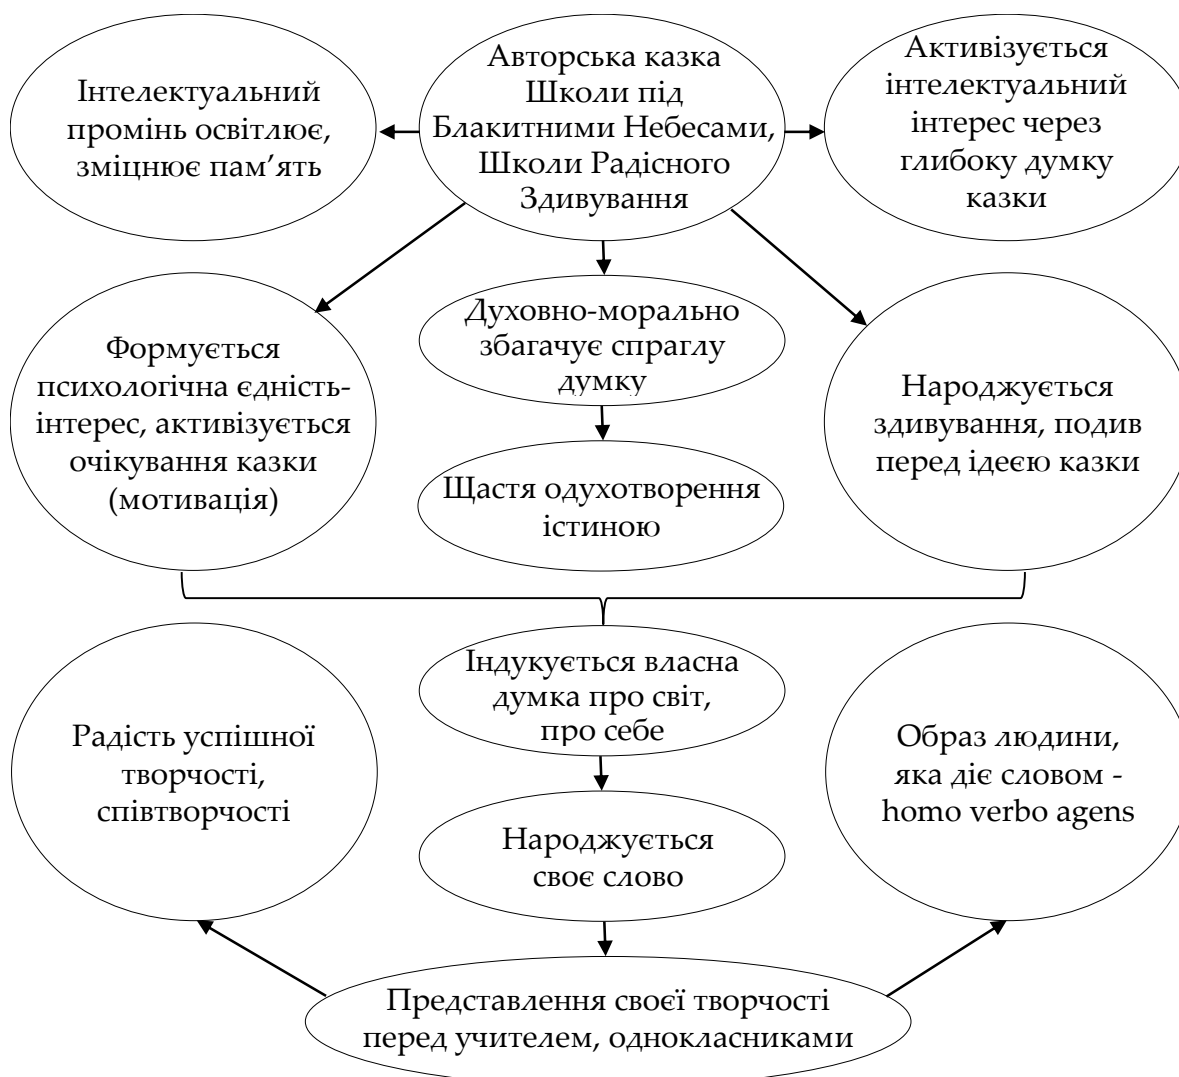 Інтелектуальний
промінь освітлює,
зміцнює пам’ять
Авторська казка
Школи під
Блакитними Небесами,
Школи Радісного
Здивування
Активізується
інтелектуальний
інтерес через
глибоку думку
казки
Формується
психологічна єдність-
інтерес, активізується
очікування казки
(мотивація)
Духовно-морально
збагачує спраглу
думку
Народжується
здивування, подив
перед ідеєю казки
Щастя одухотворення
істиною
Індукується власна
думка про світ,
про себе
Радість успішної
творчості,
співтворчості
Образ людини,
яка діє словом -
homo verbo agens
Народжується
своє слово
Представлення своєї творчості
перед учителем, однокласниками